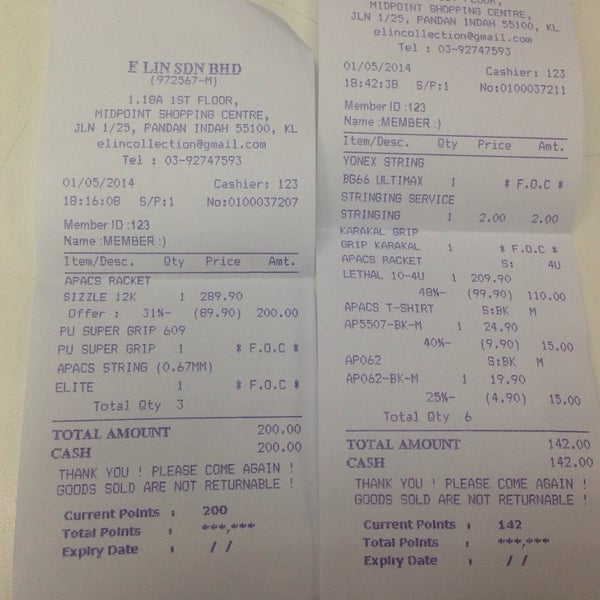 E LIN SDN BHD
(972567-M)
1.18A 1ST FLOOR,
MIDPOINT SHOPPING CENTRE,
JLN 1/25, PANDAN INDAH 55100, KL
elincollection@gmail.com
Tel : 03-92747593
01/05/2014 Cashier: 123
18:16:08 S/P:1 No:0100037207
Member ID :123
Name :MEMBER :)
Item/Desc. Qty Price Amt.
APACS RACKET
SIZZLE 12K 1 289.90
Offer : 31%- (89.90) 200.00
PU SUPER GRIP 609
PU SUPER GRIP 1 * F.O.C *
APACS STRING (0.67MM)
ELITE 1 * F.O.C *
Total Qty 3
TOTAL AMOUNT 200.00
CASH 200.00
THANK YOU ! PLEASE COME AGAIN !
GOODS SOLD ARE NOT RETURNABLE !
Current Points : 200
Total Points : ***,***
Expiry Date : / /
FLOOR,
MIDPOINT SHOPPING CENTRE,
JLN 1/25, PANDAN INDAH 55100, KL
elincollection@gmail.com
Tel : 03-92747593
01/05/2014 Cashier: 123
18:42:38 S/P:1 No:0100037211
Member ID :123
Name :MEMBER :)
Item/Desc. Qty Price Amt.
YONEX STRING
BG66 ULTIMAX 1 * F.O.C *
STRINGING SERVICE
STRINGING 1 2.00 2.00
KARAKAL GRIP
GRIP KARAKAL 1 * F.O.C *
APACS RACKET S: 4U
LETHAL 10-4U 1 209.90
48%- (99.90) 110.00
APACS T-SHIRT S:BK M
AP5507-BK-M 1 24.90
40%- (9.90) 15.00
AP062 S:BK M
AP062-BK-M 1 19.90
25%- (4.90) 15.00
Total Qty 6
TOTAL AMOUNT 142.00
CASH 142.00
THANK YOU ! PLEASE COME AGAIN !
GOODS SOLD ARE NOT RETURNABLE !
Current Points : 142
Total Points : ***,***
Expiry Date : / /